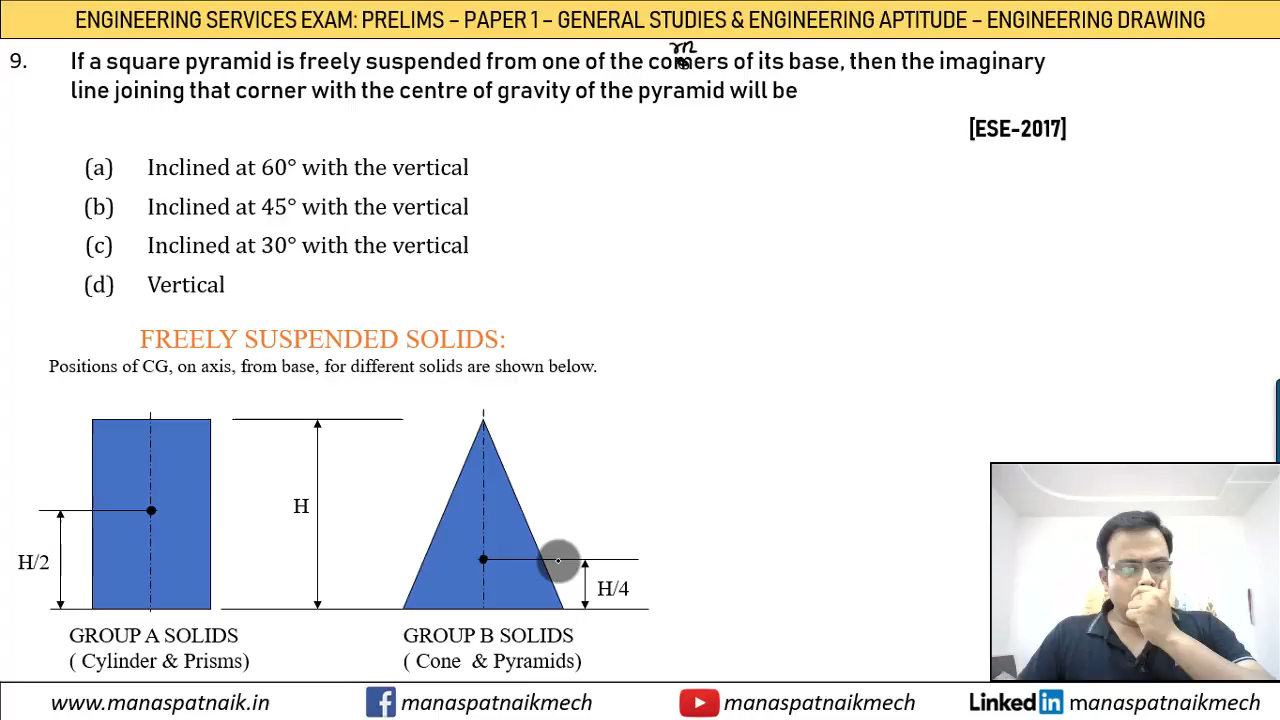 ENGINEERING SERVICES EXAM: PRELIMS – PAPER 1 – GENERAL STUDIES & ENGINEERING APTITUDE – ENGINEERING DRAWING
9. If a square pyramid is freely suspended from one of the corners of its base, then the imaginary
line joining that corner with the centre of gravity of the pyramid will be
[ESE-2017]
(a) Inclined at 60° with the vertical
(b) Inclined at 45° with the vertical
(c) Inclined at 30° with the vertical
(d) Vertical
FREELY SUSPENDED SOLIDS:
Positions of CG, on axis, from base, for different solids are shown below.
H
H/2
H/4
GROUP A SOLIDS
( Cylinder & Prisms)
GROUP B SOLIDS
( Cone & Pyramids)
www.manaspatnaik.in
manaspatnaikmech
manaspatnaikmech
Linked in manaspatnaikmech